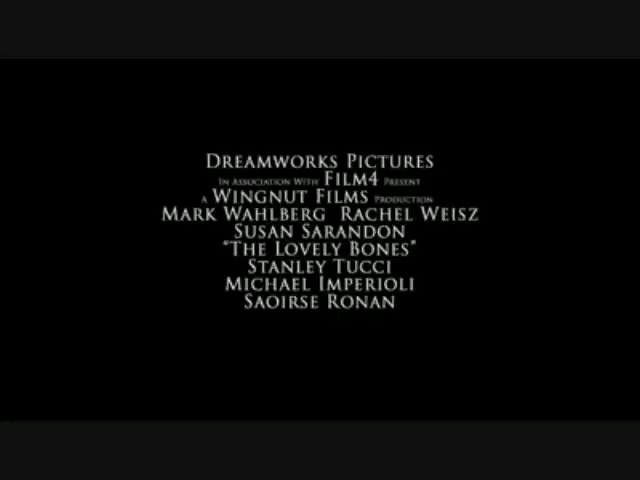 DREAMWORKS PICTURES
IN ASSOCIATION WITH FILM4 PRESENT
A WINGNUT FILMS PRODUCTION
MARK WAHLBERG RACHEL WEISZ
SUSAN SARANDON
"THE LOVELY BONES"
STANLEY TUCCI
MICHAEL IMPERIOLI
SAOIRSE RONAN